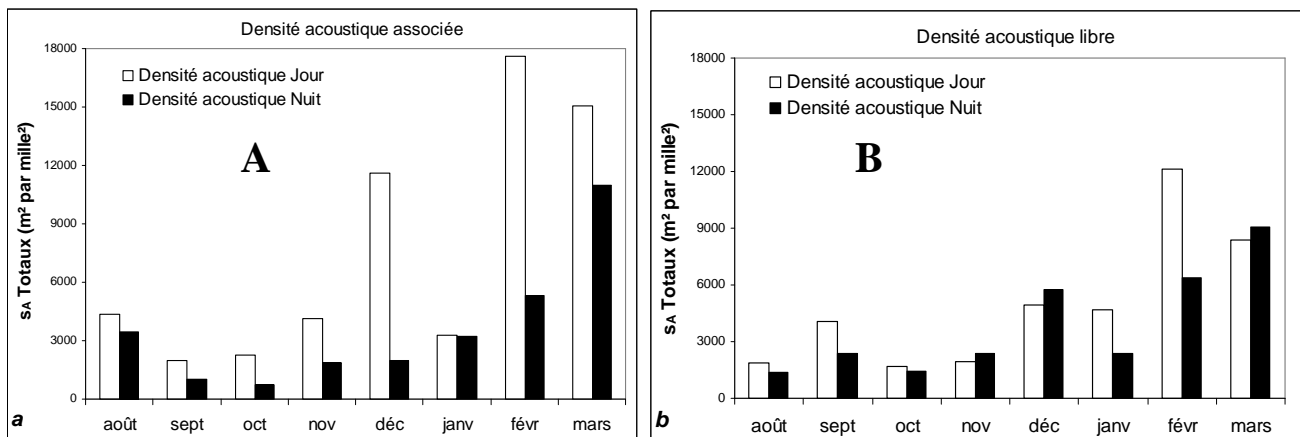 Densité acoustique associée
18000
15000
12000
9000
6000
3000
0
sA Totaux (m² par mille²)
Densité acoustique Jour
Densité acoustique Nuit
A
août sept oct nov déc janv févr mars
a
Densité acoustique libre
18000
15000
12000
9000
6000
3000
0
sA Totaux (m² par mille²)
Densité acoustique Jour
Densité acoustique Nuit
B
août sept oct nov déc janv févr mars
b